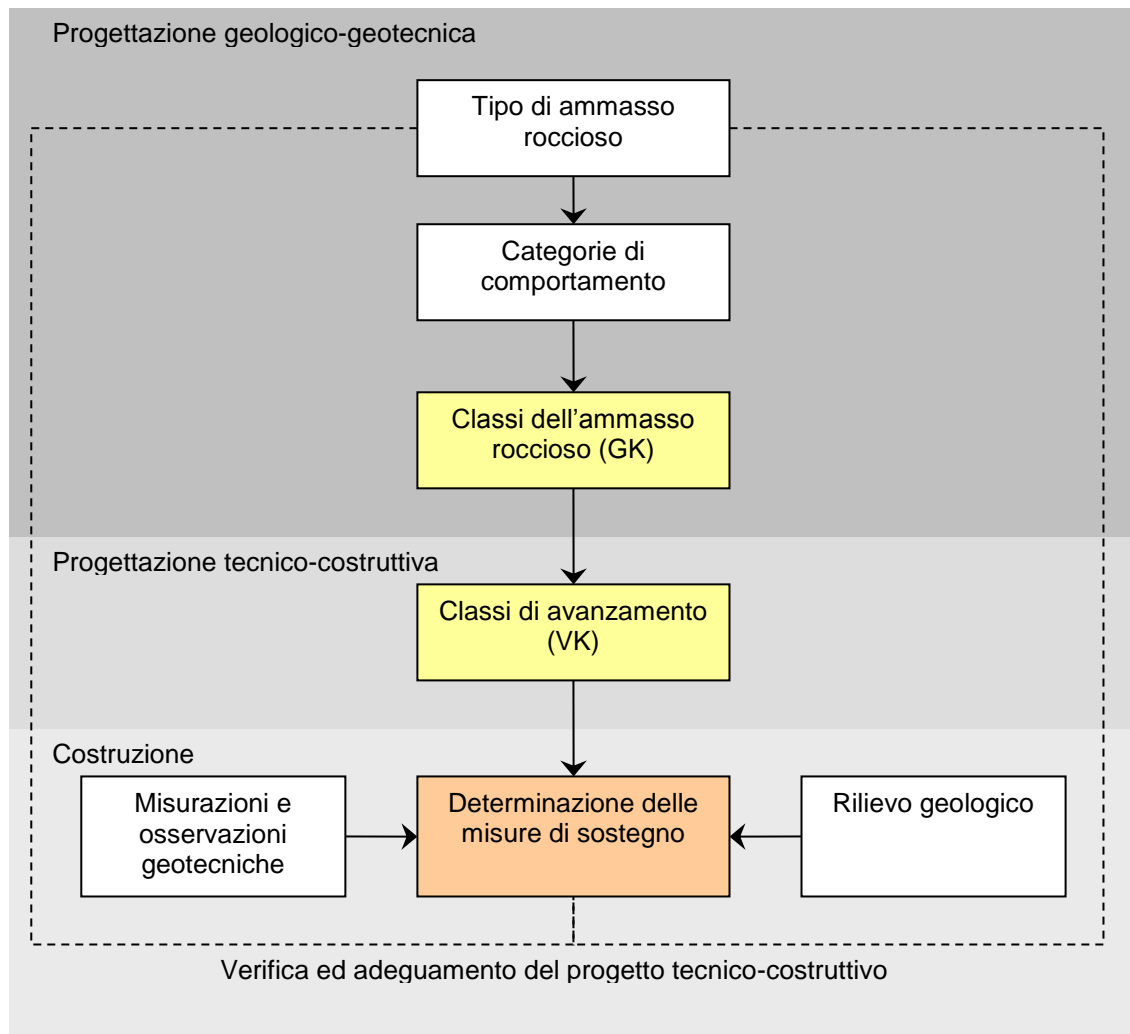 Progettazione geologico-geotecnica
Tipo di ammasso
roccioso
Categorie di
comportamento
Classi dell'ammasso
roccioso (GK)
Progettazione tecnico-costruttiva
Classi di avanzamento
(VK)
Costruzione
Misurazioni e
osservazioni
geotecniche
Determinazione delle
misure di sostegno
Rilievo geologico
Verifica ed adeguamento del progetto tecnico-costruttivo